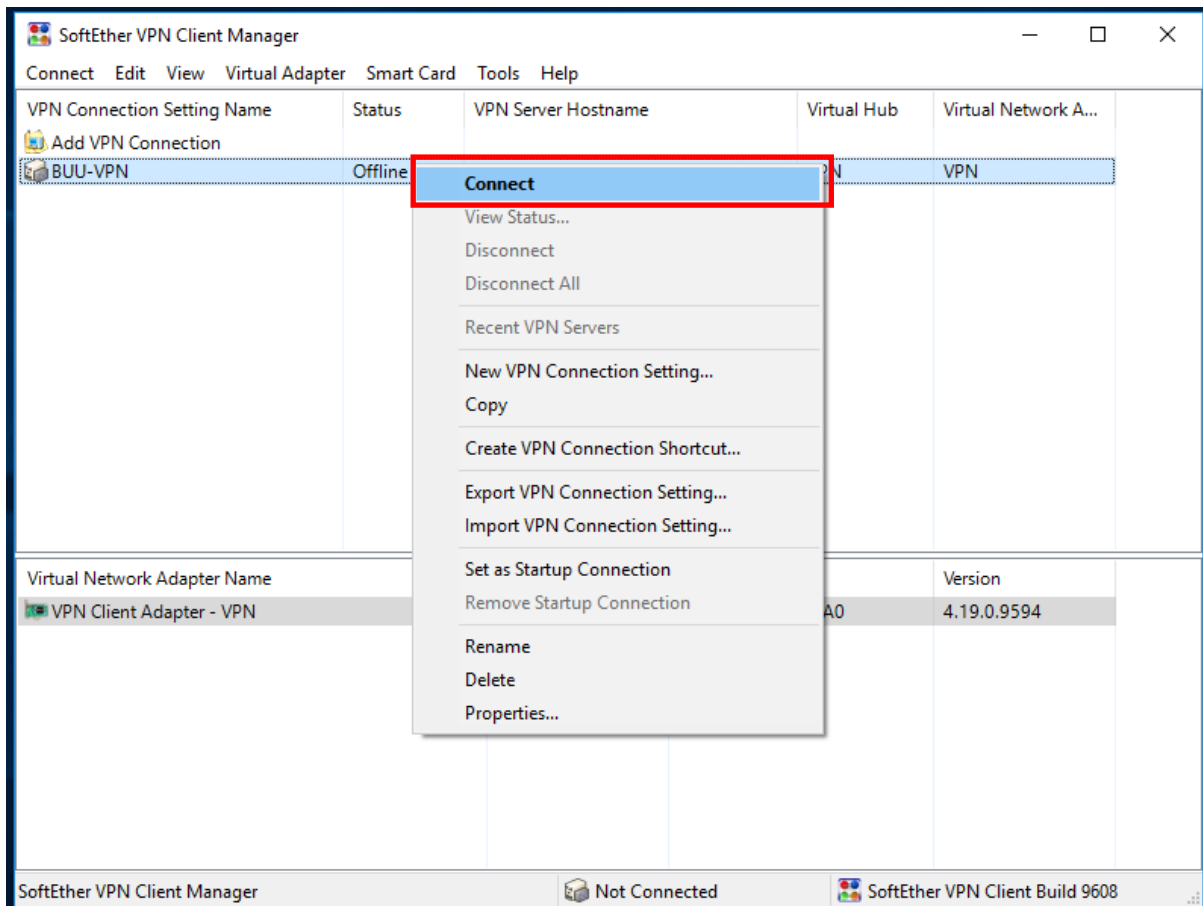 SoftEther VPN Client Manager
Connect Edit View Virtual Adapter Smart Card Tools Help
VPN Connection Setting Name Status VPN Server Hostname Virtual Hub Virtual Network A...
Add VPN Connection
BUU-VPN Offline VPN
Connect
View Status...
Disconnect
Disconnect All
Recent VPN Servers
New VPN Connection Setting...
Copy
Create VPN Connection Shortcut...
Export VPN Connection Setting...
Import VPN Connection Setting...
Set as Startup Connection
Remove Startup Connection
Rename
Delete
Properties...
Virtual Network Adapter Name Version
VPN Client Adapter - VPN A0 4.19.0.9594
SoftEther VPN Client Manager Not Connected SoftEther VPN Client Build 9608